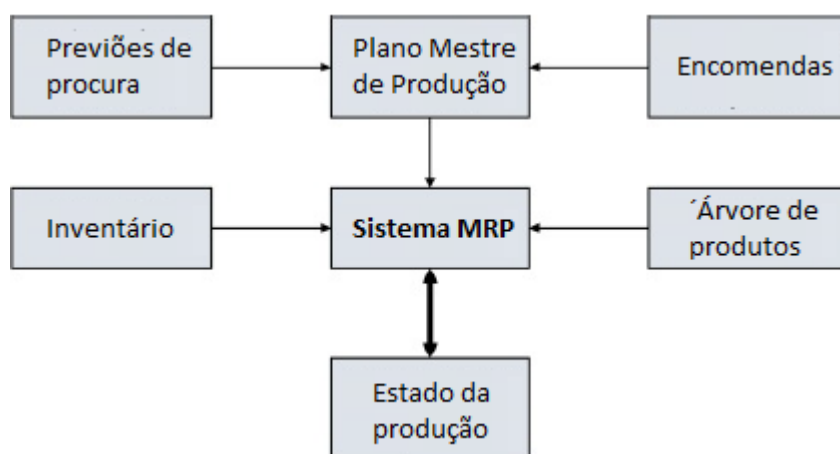 Previões de
procura
Plano Mestre
de Produção
Encomendas
Inventário
Sistema MRP
´Árvore de
produtos
Estado da
produção